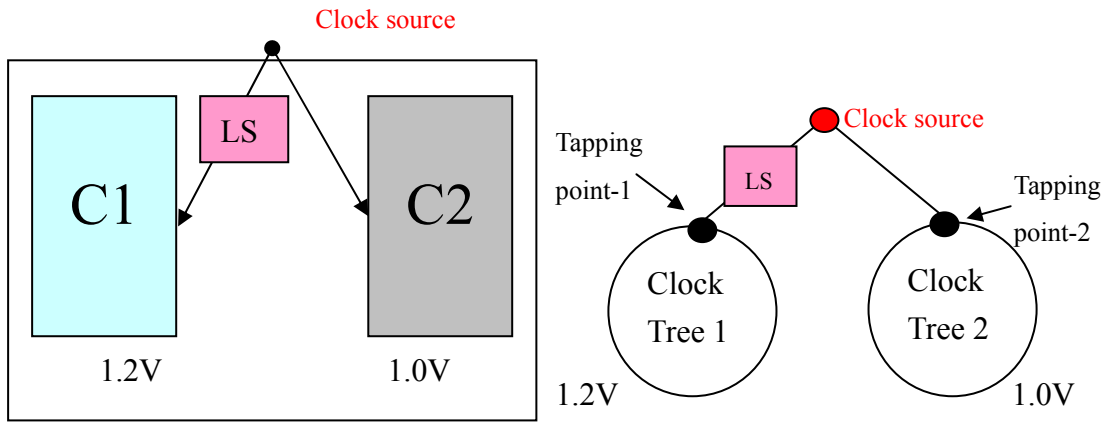 Clock source
LS
C1
C2
1.2V
1.0V
Clock source
Tapping
point-1
LS
Tapping
point-2
Clock
Tree 1
Clock
Tree 2
1.2V
1.0V